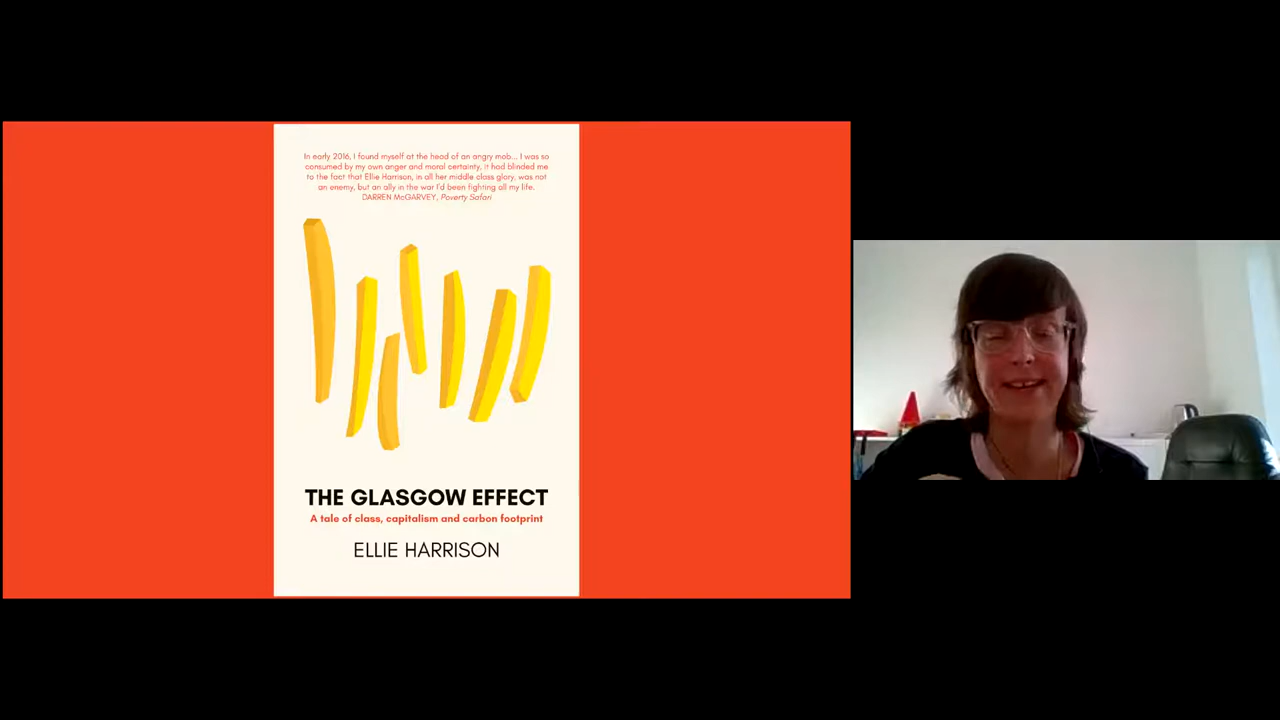 In early 2016, I found myself at the head of an angry mob... I was so
consumed by my own anger and moral certainty, it had blinded me
to the fact that Ellie Harrison, in all her middle class glory, was not
an enemy, but an ally in the war I'd been fighting all my life.
DARREN McGARVEY, Poverty Safari
THE GLASGOW EFFECT
A tale of class, capitalism and carbon footprint
ELLIE HARRISON